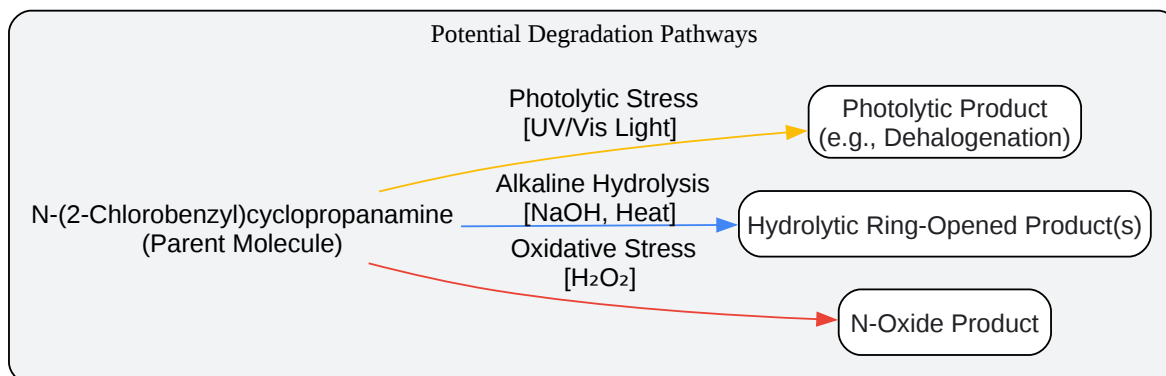 Potential Degradation Pathways
Photolytic Stress
[UV/Vis Light]
Photolytic Product
(e.g., Dehalogenation)
Alkaline Hydrolysis
[NaOH, Heat]
N-(2-Chlorobenzyl)cyclopropanamine
(Parent Molecule)
Hydrolytic Ring-Opened Product(s)
Oxidative Stress
[H₂O₂]
N-Oxide Product